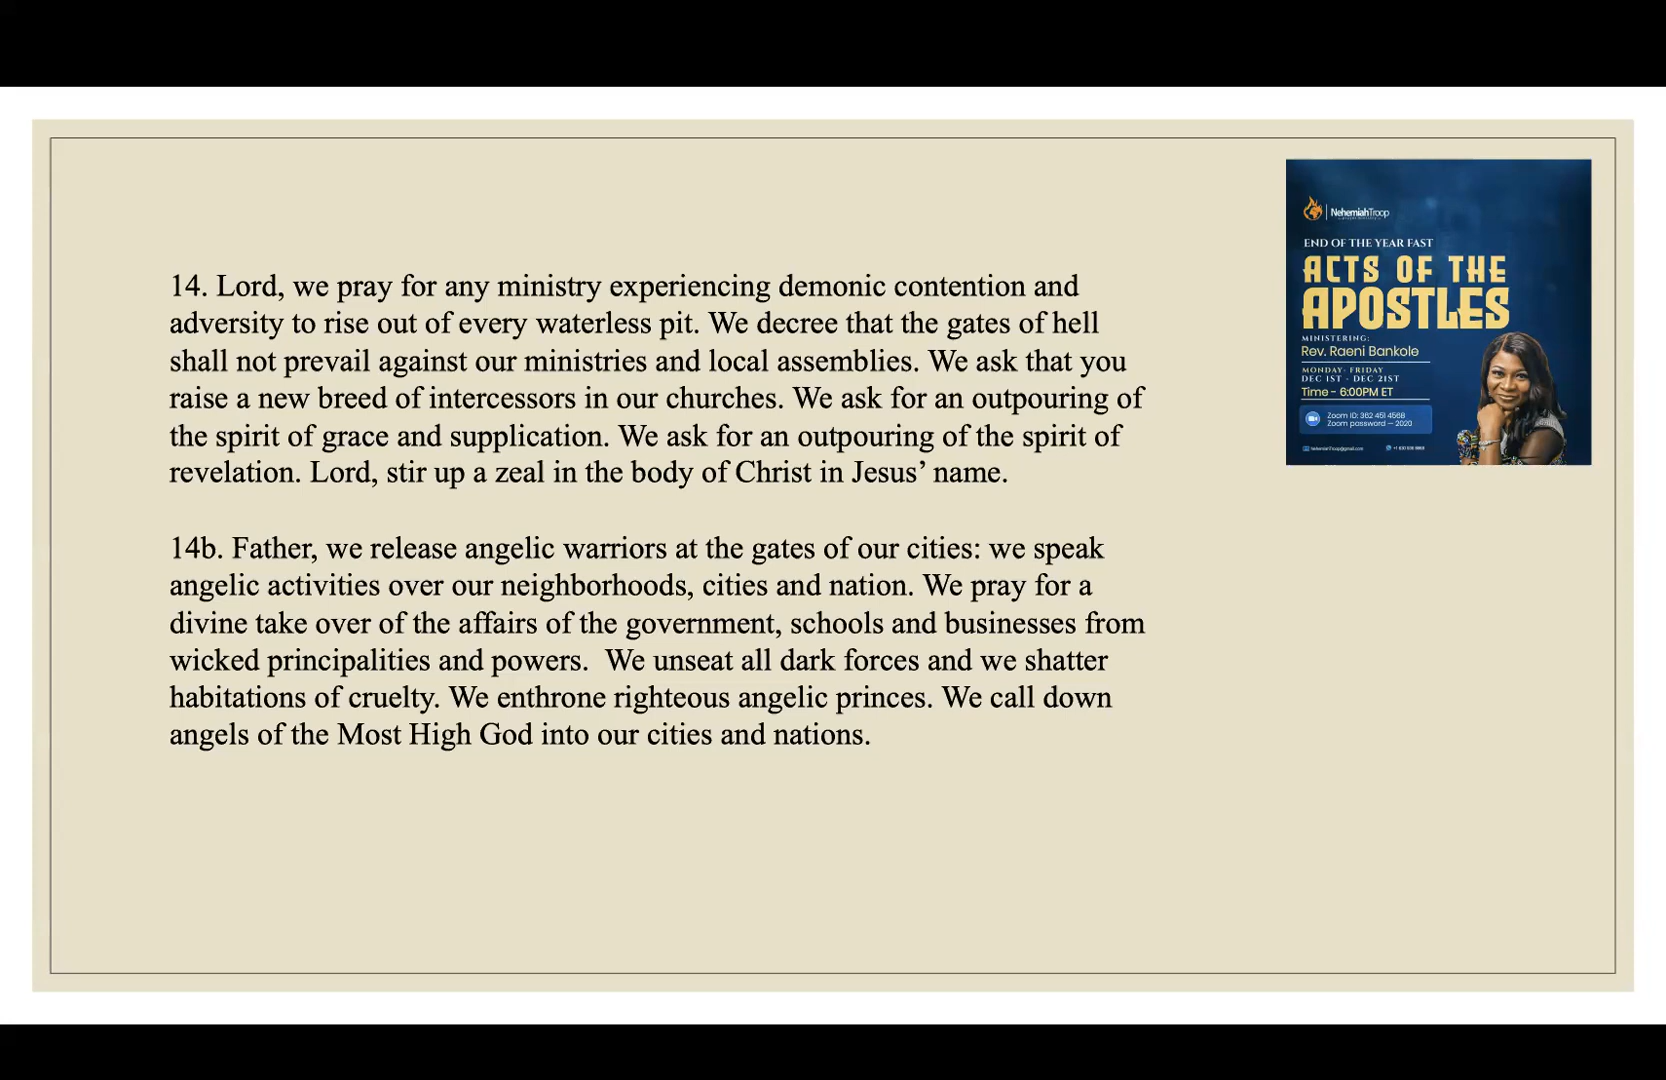 14. Lord, we pray for any ministry experiencing demonic contention and
adversity to rise out of every waterless pit. We decree that the gates of hell
shall not prevail against our ministries and local assemblies. We ask that you
raise a new breed of intercessors in our churches. We ask for an outpouring of
the spirit of grace and supplication. We ask for an outpouring of the spirit of
revelation. Lord, stir up a zeal in the body of Christ in Jesus’ name.
14b. Father, we release angelic warriors at the gates of our cities: we speak
angelic activities over our neighborhoods, cities and nation. We pray for a
divine take over of the affairs of the government, schools and businesses from
wicked principalities and powers.  We unseat all dark forces and we shatter
habitations of cruelty. We enthrone righteous angelic princes. We call down
angels of the Most High God into our cities and nations.
NehemiahTroop
END OF THE YEAR FAST
ACTS OF THE
APOSTLES
MINISTERING:
Rev. Raeni Bankole
MONDAY- FRIDAY
DEC 1ST - DEC 21ST
Time - 6:00PM ET
Zoom ID: 362 451 4568
Zoom password — 2020
NehemiahTroop@gmail.com